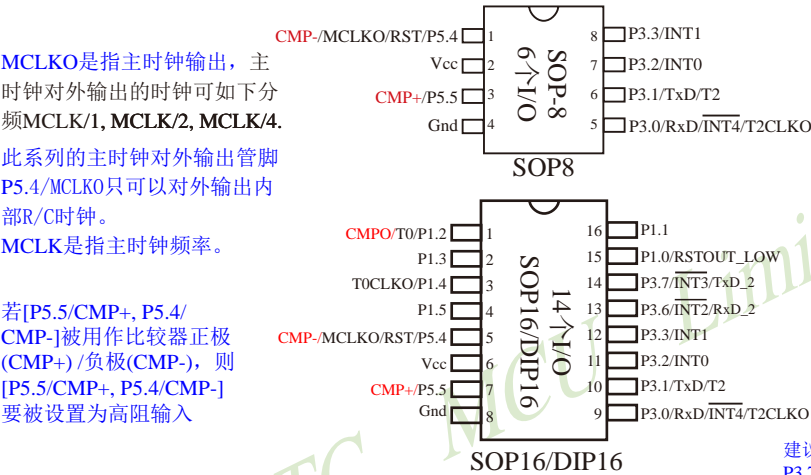 MCLKO是指主时钟输出，主
时钟对外输出的时钟可如下分
频MCLK/1, MCLK/2, MCLK/4.
此系列的主时钟对外输出管脚
P5.4/MCLKO只可以对外输出内
部R/C时钟。
MCLK是指主时钟频率。
若[P5.5/CMP+, P5.4/
CMP-]被用作比较器正极
(CMP+) /负极(CMP-)，则
[P5.5/CMP+, P5.4/CMP-]
要被设置为高阻输入
CMP-/MCLKO/RST/P5.4 1
Vcc 2
CMP+/P5.5 3
Gnd 4
SOP-8
6个I/O
8 P3.3/INT1
7 P3.2/INT0
6 P3.1/TxD/T2
5 P3.0/RxD/INT4/T2CLKO
SOP8
CMPO/T0/P1.2 1
P1.3 2
T0CLKO/P1.4 3
P1.5 4
CMP-/MCLKO/RST/P5.4 5
Vcc 6
CMP+/P5.5 7
Gnd 8
14个I/O
SOP16/DIP16
16 P1.1
15 P1.0/RSTOUT_LOW
14 P3.7/INT3/TxD_2
13 P3.6/INT2/RxD_2
12 P3.3/INT1
11 P3.2/INT0
10 P3.1/TxD/T2
9 P3.0/RxD/INT4/T2CLKO
SOP16/DIP16
MCU Limi